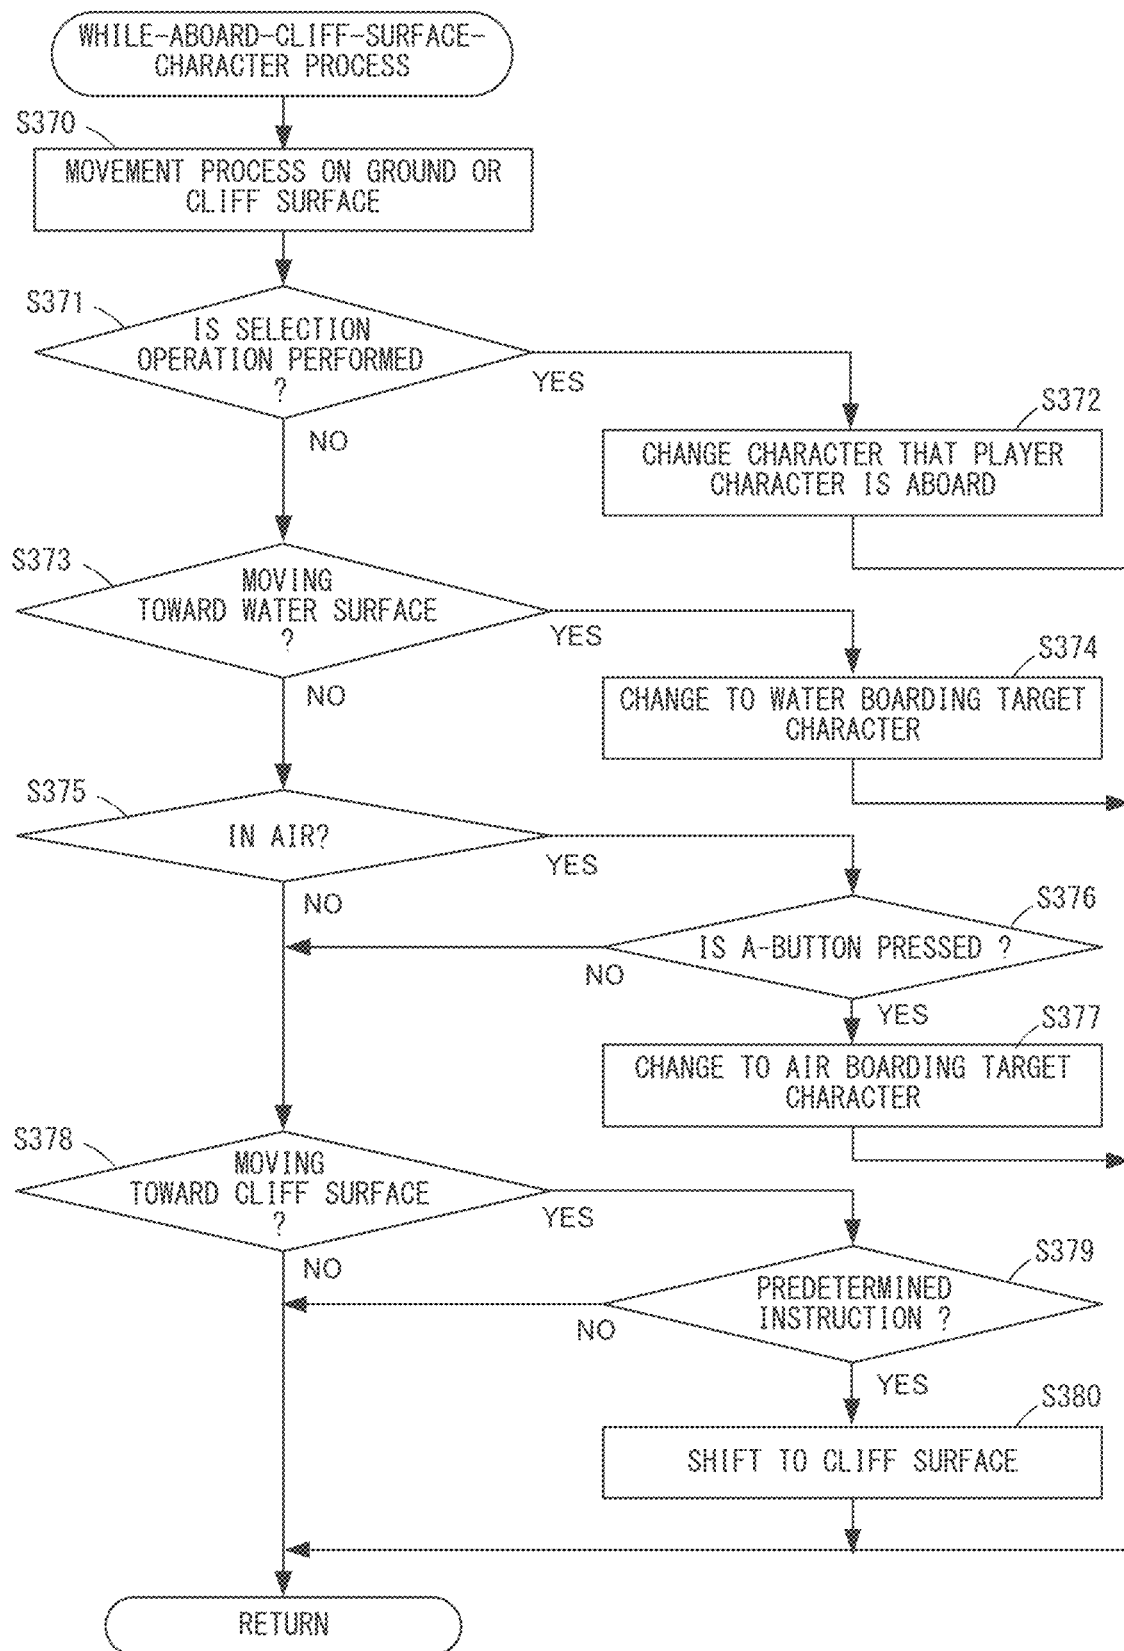 WHILE-ABOARD-CLIFF-SURFACE-
CHARACTER PROCESS
S370
MOVEMENT PROCESS ON GROUND OR
CLIFF SURFACE
S371
IS SELECTION
OPERATION PERFORMED
?
YES
NO
S372
CHANGE CHARACTER THAT PLAYER
CHARACTER IS ABOARD
S373
MOVING
TOWARD WATER SURFACE
?
YES
NO
S374
CHANGE TO WATER BOARDING TARGET
CHARACTER
S375
IN AIR?
YES
NO
S376
IS A-BUTTON PRESSED ?
NO
YES
S377
CHANGE TO AIR BOARDING TARGET
CHARACTER
S378
MOVING
TOWARD CLIFF SURFACE
?
YES
NO
S379
PREDETERMINED
INSTRUCTION ?
NO
YES
S380
SHIFT TO CLIFF SURFACE
RETURN